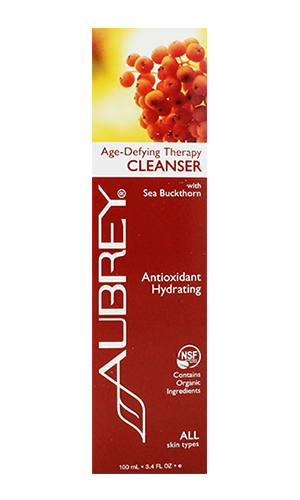 Age-Defying Therapy
CLEANSER
with
Sea Buckthorn
AUBREY®
Antioxidant
Hydrating
NSF
Contains
Organic
Ingredients
ALL
skin types
100 mL • 3.4 FL OZ • e